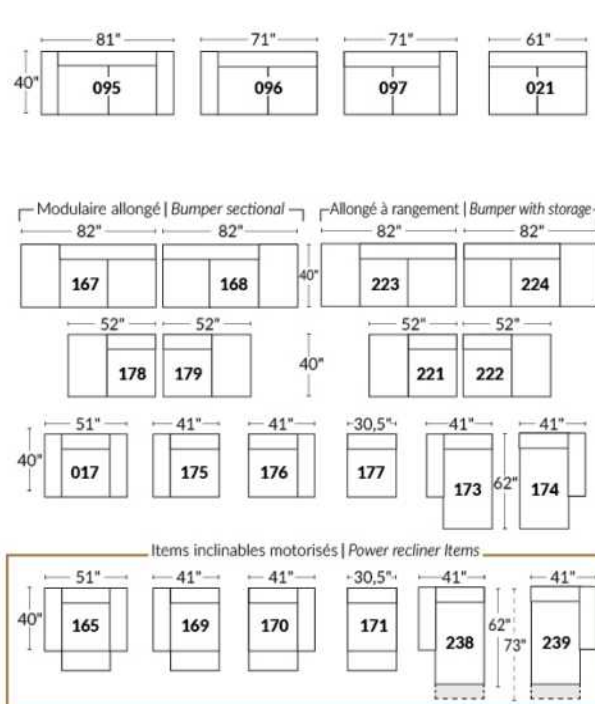 81" 71" 71" 61"
40" 095 096 097 021
Modulaire allongé | Bumper sectional Allongé à rangement | Bumper with storage
82" 82" 82" 82"
167 168 40" 223 224
52" 52" 52" 52"
178 179 40" 221 222
51" 41" 41" 30,5" 41" 41"
40" 017 175 176 177 173 62" 174
Items inclinables motorisés | Power recliner Items
51" 41" 41" 30,5" 41" 41"
40" 165 169 170 171 238 62" 73" 239